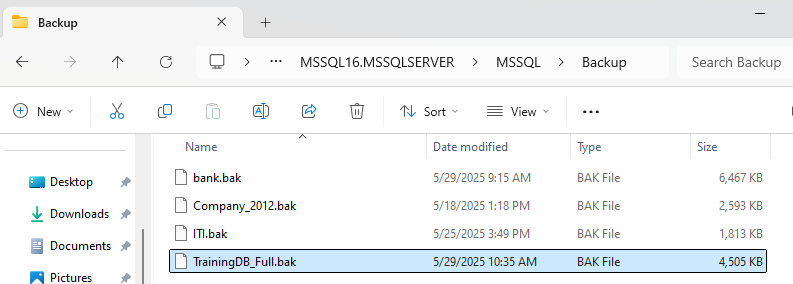 Backup
MSSQL16.MSSQLSERVER > MSSQL > Backup Search Backup
New Sort View
Name Date modified Type Size
Desktop
Downloads
Documents
Pictures
bank.bak 5/29/2025 9:15 AM BAK File 6,467 KB
Company_2012.bak 5/18/2025 1:18 PM BAK File 2,593 KB
ITI.bak 5/25/2025 3:49 PM BAK File 1,813 KB
TrainingDB_Full.bak 5/29/2025 10:35 AM BAK File 4,505 KB